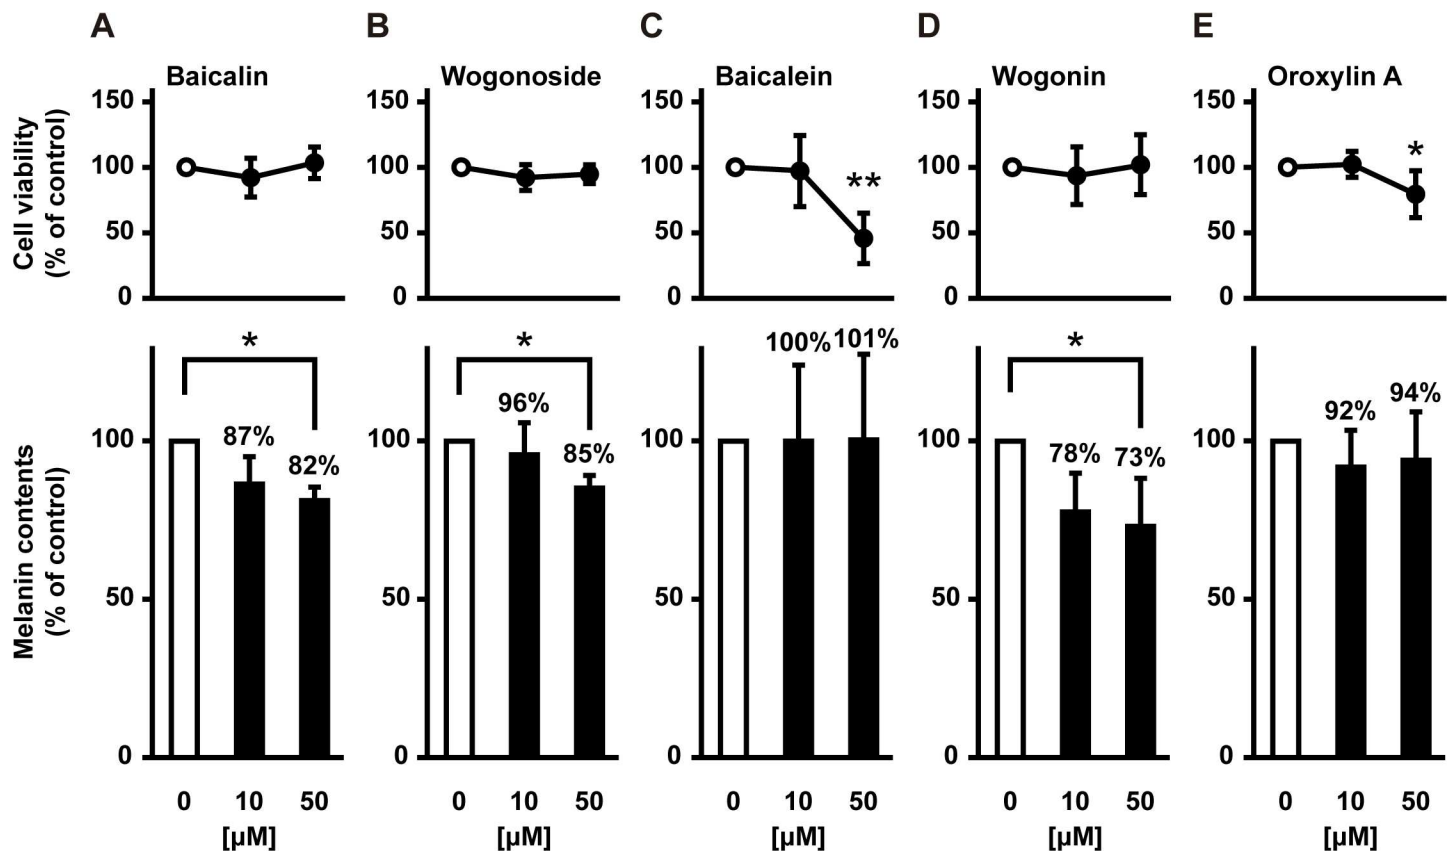 A B C D E
Baicalin Wogonoside Baicalein Wogonin Oroxylin A
Cell viability
(% of control)
150 150 150 150 150
100 100 100 100 100
50 50 50 50 50
0 0 0 0 0
** *
* * *
Melanin contents
(% of control)
100 100 100 100 100
50 50 50 50 50
0 0 0 0 0
87% 82% 96% 85% 100% 101% 78% 73% 92% 94%
0 10 50 0 10 50 0 10 50 0 10 50 0 10 50
[µM] [µM] [µM] [µM] [µM]